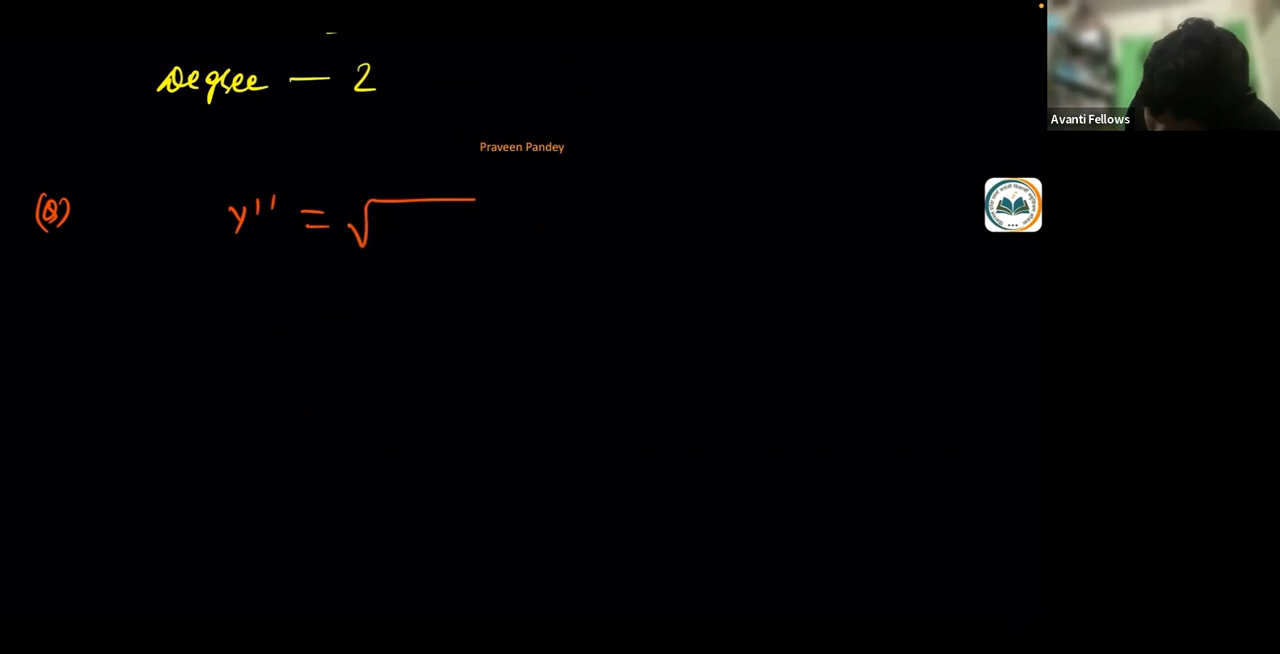 Degree — 2
Avanti Fellows
Praveen Pandey
(Q) y'' = √